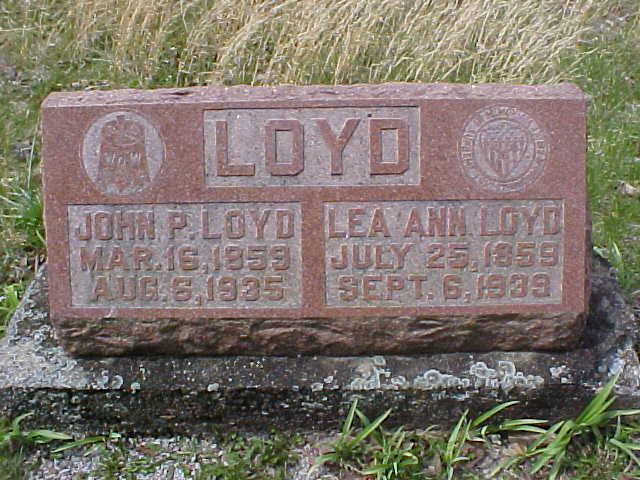 LOYD
JOHN P. LOYD
MAR. 16, 1859
AUG. 6, 1935
LEA ANN LOYD
JULY 25, 1859
SEPT. 6, 1939